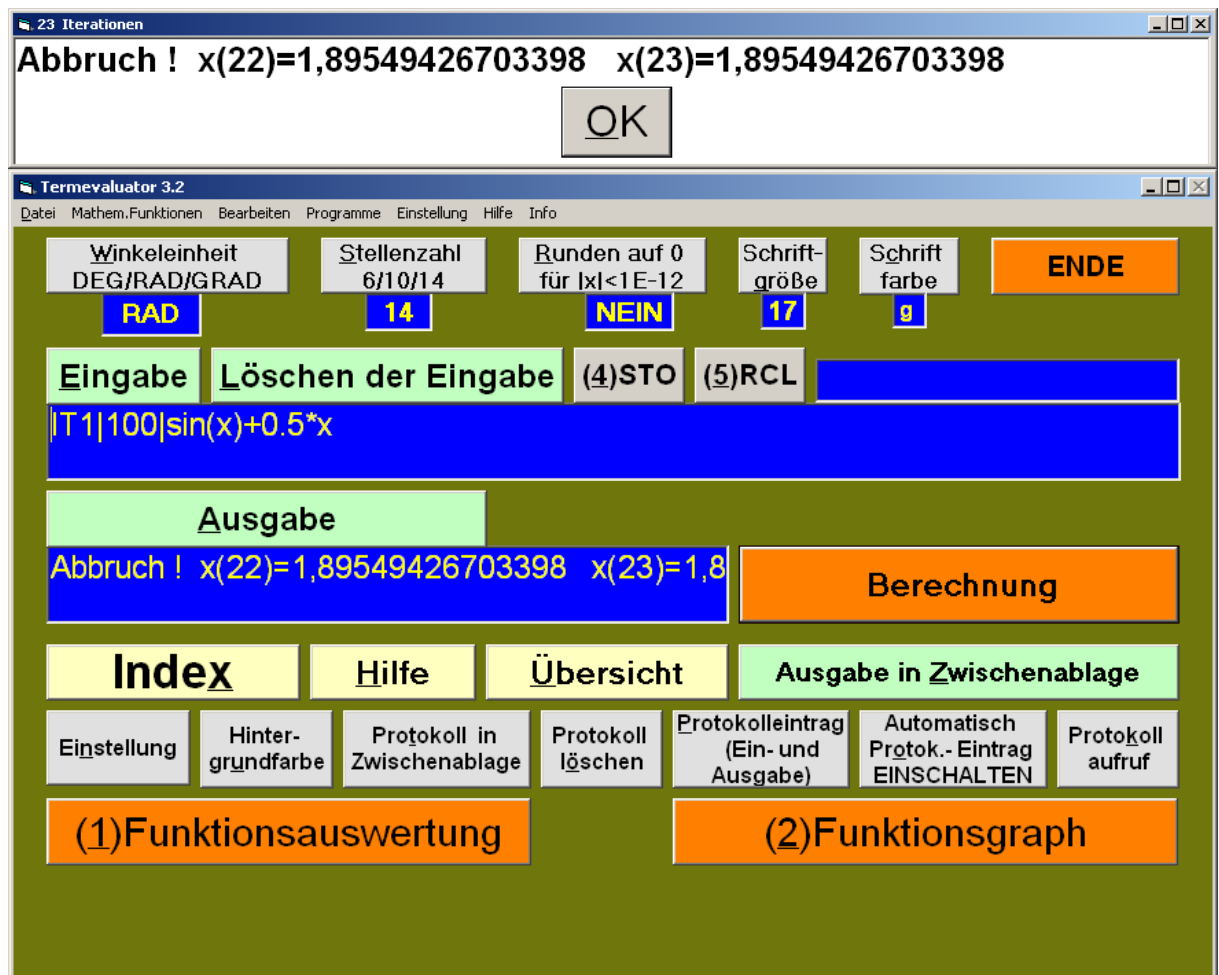 23 Iterationen
Abbruch ! x(22)=1,89549426703398 x(23)=1,89549426703398
OK
Termevaluator 3.2
Datei Mathem.Funktionen Bearbeiten Programme Einstellung Hilfe Info
Winkeleinheit
DEG/RAD/GRAD
RAD
Stellenzahl
6/10/14
14
Runden auf 0
für |x|<1E-12
NEIN
Schrift-
größe
17
Schrift
farbe
g
ENDE
Eingabe
Löschen der Eingabe
(4)STO
(5)RCL
IT1|100|sin(x)+0.5*x
Ausgabe
Abbruch ! x(22)=1,89549426703398 x(23)=1,8
Berechnung
Index
Hilfe
Übersicht
Ausgabe in Zwischenablage
Einstellung
Hinter-
grundfarbe
Protokoll in
Zwischenablage
Protokoll
löschen
Protokolleintrag
(Ein- und
Ausgabe)
Automatisch
Protok.- Eintrag
EINSCHALTEN
Protokoll
aufruf
(1)Funktionsauswertung
(2)Funktionsgraph